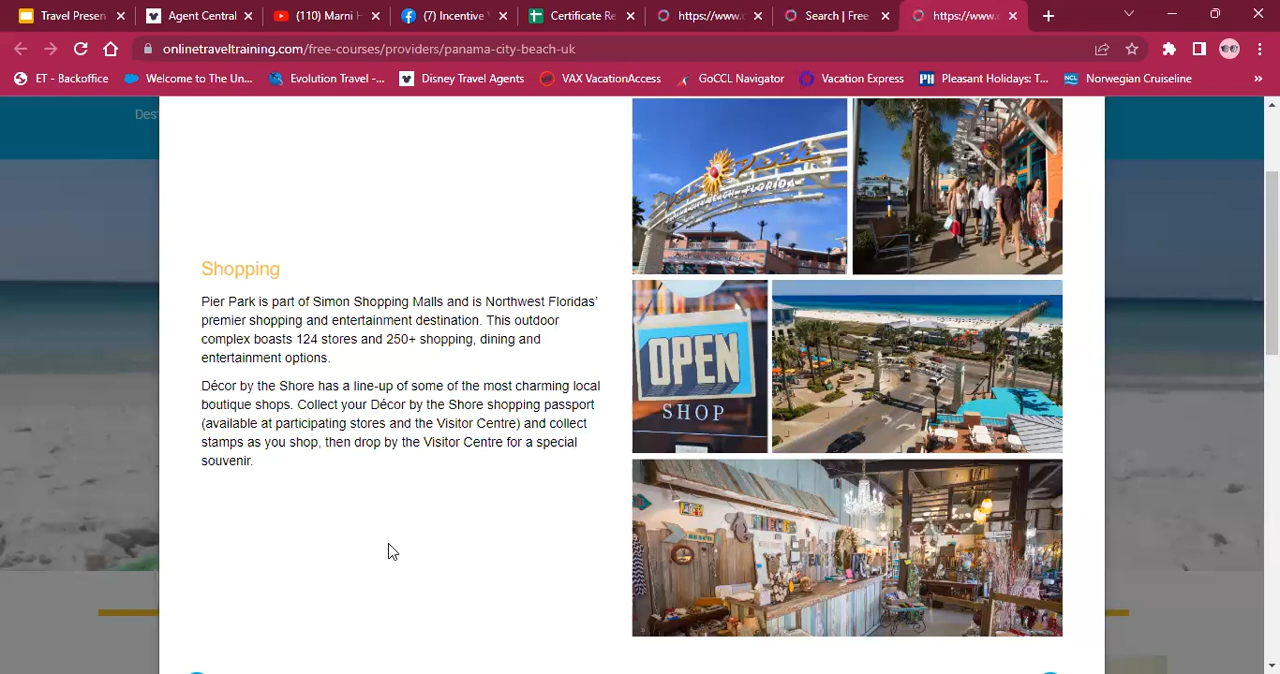 Travel Presen
Agent Central
(110) Marni H
(7) Incentive
Certificate Re
https://www.c
Search | Free
https://www.c
onlinetraveltraining.com/free-courses/providers/panama-city-beach-uk
ET - Backoffice
Welcome to The Un...
Evolution Travel -...
Disney Travel Agents
VAX VacationAccess
GoCCL Navigator
Vacation Express
Pleasant Holidays: T...
Norwegian Cruiseline
Des
Shopping
Pier Park is part of Simon Shopping Malls and is Northwest Floridas’
premier shopping and entertainment destination. This outdoor
complex boasts 124 stores and 250+ shopping, dining and
entertainment options.
Décor by the Shore has a line-up of some of the most charming local
boutique shops. Collect your Décor by the Shore shopping passport
(available at participating stores and the Visitor Centre) and collect
stamps as you shop, then drop by the Visitor Centre for a special
souvenir.
Park
OPEN
SHOP